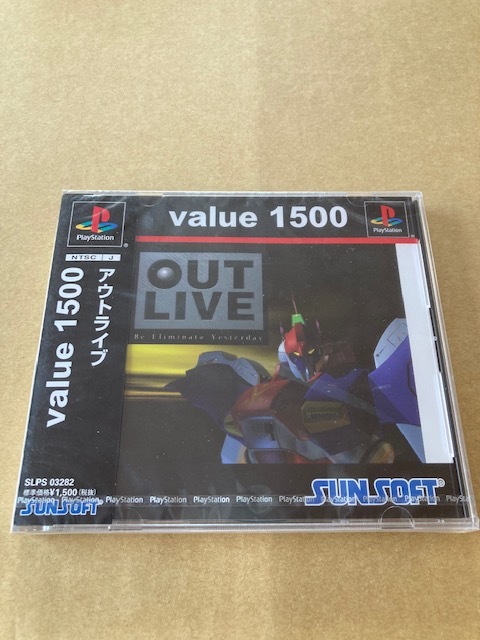 PlayStation
NTSC J
アウトライブ
value 1500
SLPS 03282
標準価格¥1,500(税抜)
SUNSOFT
value 1500
PlayStation
OUT
LIVE
Be Eliminate Yesterday
SUNSOFT®
PlayStation PlayStation PlayStation PlayStation PlayStation PlayStation PlayStation PlayStation PlayStation